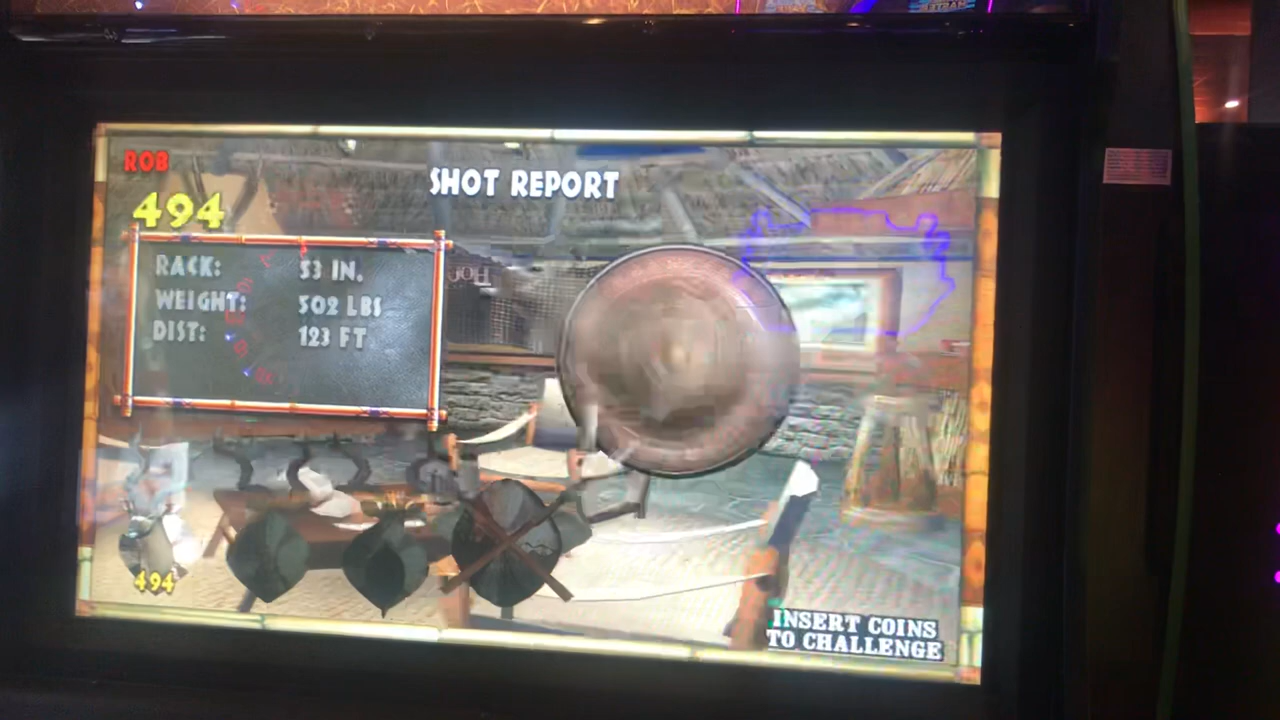 ROB
SHOT REPORT
494
RACK: 53 IN.
WEIGHT: 502 LBS
DIST: 123 FT
494
INSERT COINS
TO CHALLENGE